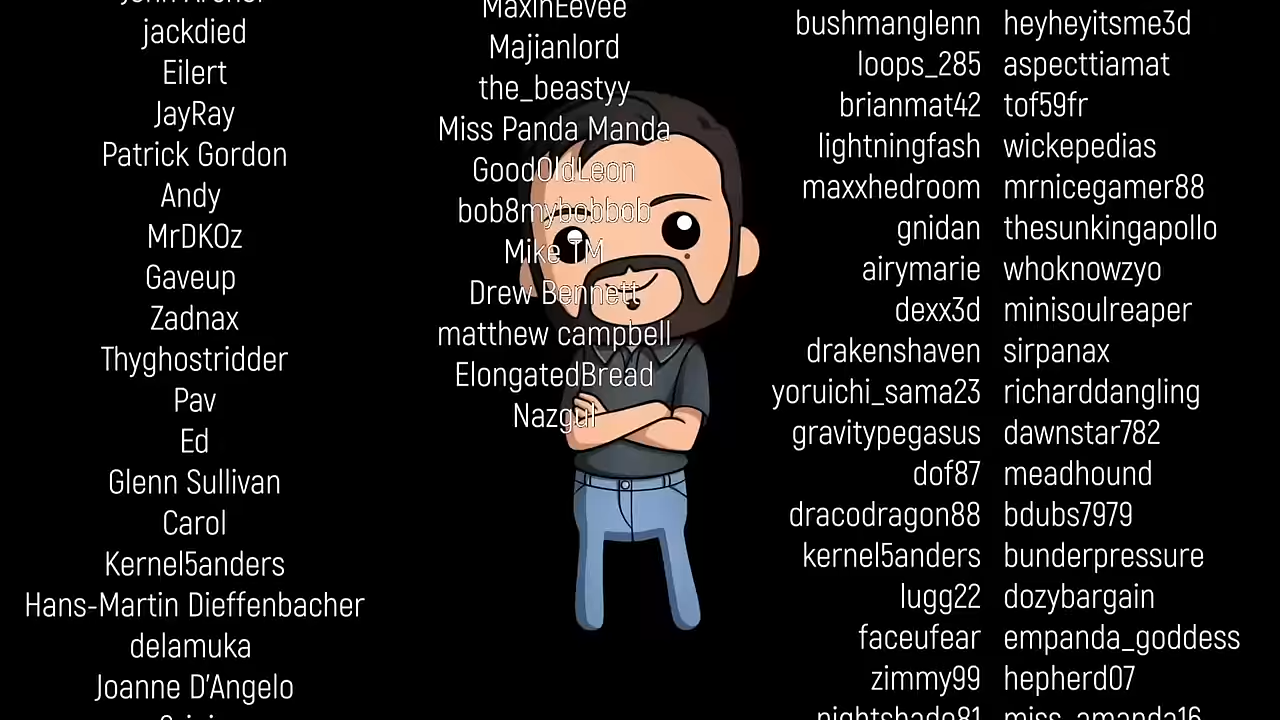 jackdied
Eilert
JayRay
Patrick Gordon
Andy
MrDKOz
Gaveup
Zadnax
Thyghostridder
Pav
Ed
Glenn Sullivan
Carol
Kernel5anders
Hans-Martin Dieffenbacher
delamuka
Joanne D'Angelo
MaxinEevee
Majianlord
the_beastyy
Miss Panda Manda
GoodOldLeon
bob8mybobbob
Mike TM
Drew Bennett
matthew campbell
ElongatedBread
Nazgul
bushmanglenn heyheyitsme3d
loops_285 aspecttiamat
brianmat42 tof59fr
lightningfash wickepedias
maxxhedroom mrnicegamer88
gnidan thesunkingapollo
airymarie whoknowzyo
dexx3d minisoulreaper
drakenshaven sirpanax
yoruichi_sama23 richarddangling
gravitypegasus dawnstar782
dof87 meadhound
dracodragon88 bdubs7979
kernel5anders bunderpressure
lugg22 dozybargain
faceufear empanda_goddess
zimmy99 hepherd07
nightshade81 miss_amanda16